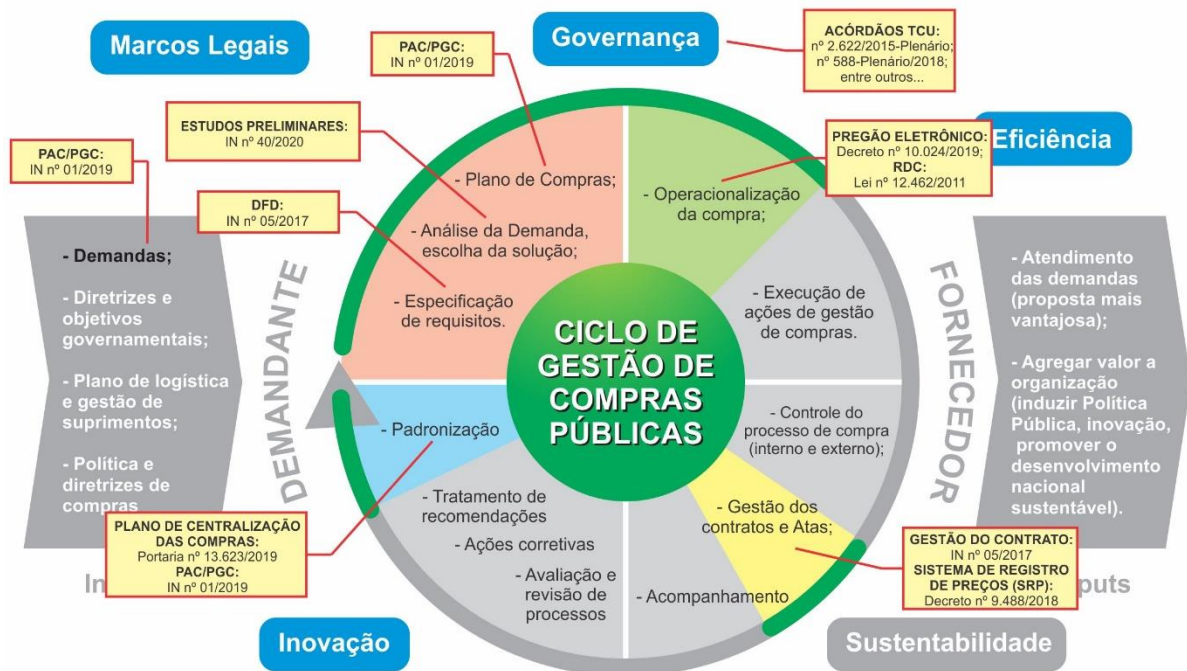 Marcos Legais
Governança
ACÓRDÃOS TCU:
nº 2.622/2015-Plenário;
nº 588-Plenário/2018;
entre outros...
PAC/PGC:
IN nº 01/2019
ESTUDOS PRELIMINARES:
IN nº 40/2020
PREGÃO ELETRÔNICO:
Decreto nº 10.024/2019;
RDC:
Lei nº 12.462/2011
Eficiência
PAC/PGC:
IN nº 01/2019
DFD:
IN nº 05/2017
- Plano de Compras;
- Análise da Demanda,
escolha da solução;
- Especificação
de requisitos.
- Operacionalização
da compra;
- Execução de
ações de gestão
de compras.
- Demandas;
- Diretrizes e
objetivos
governamentais;
- Plano de logística
e gestão de
suprimentos;
- Política e
diretrizes de
compras
DEMANDANTE
CICLO DE
GESTÃO DE
COMPRAS
PÚBLICAS
FORNECEDOR
- Atendimento
das demandas
(proposta mais
vantajosa);
- Agregar valor a
organização
(induzir Política
Pública, inovação,
promover o
desenvolvimento
nacional
sustentável).
- Padronização
- Controle do
processo de compra
(interno e externo);
- Tratamento de
recomendações
- Ações corretivas
- Avaliação e
revisão de
processos
- Gestão dos
contratos e Atas;
- Acompanhamento
PLANO DE CENTRALIZAÇÃO
DAS COMPRAS:
Portaria nº 13.623/2019
PAC/PGC:
IN nº 01/2019
GESTÃO DO CONTRATO:
IN nº 05/2017
SISTEMA DE REGISTRO
DE PREÇOS (SRP):
Decreto nº 9.488/2018
In
puts
Inovação
Sustentabilidade